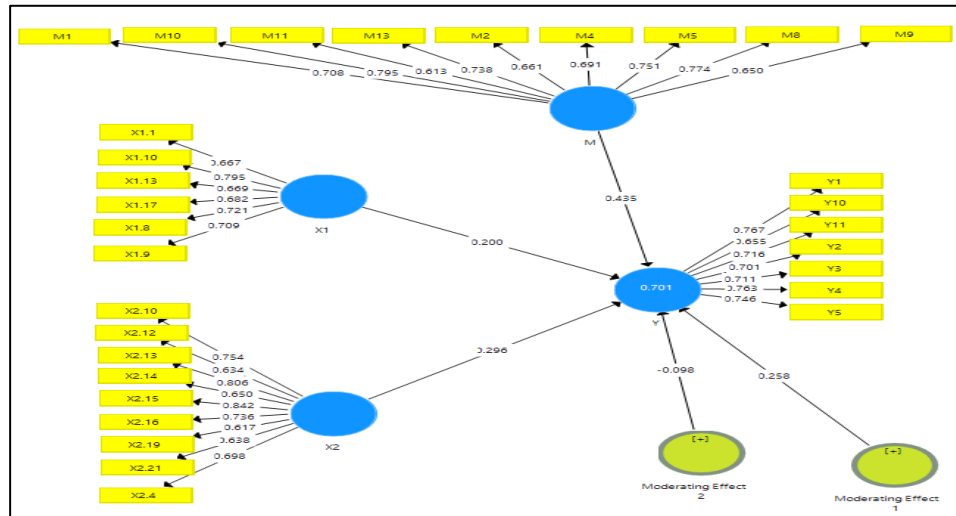 M1 M10 M11 M13 M2 M4 M5 M8 M9
0.708 0.795 0.613 0.738 0.661 0.691 0.751 0.774 0.650
M
X1.1
X1.10
X1.13
X1.17
X1.8
X1.9
0.667
0.795
0.669
0.682
0.721
0.709
X1
0.200
0.435
Y1
Y10
Y11
Y2
Y3
Y4
Y5
0.767
0.655
0.716
0.701
0.711
0.763
0.746
0.701
Y
X2.10
X2.12
X2.13
X2.14
X2.15
X2.16
X2.19
X2.21
X2.4
0.754
0.634
0.806
0.650
0.842
0.736
0.617
0.638
0.698
X2
0.296
-0.098
0.258
[+]
Moderating Effect
2
[+]
Moderating Effect
1